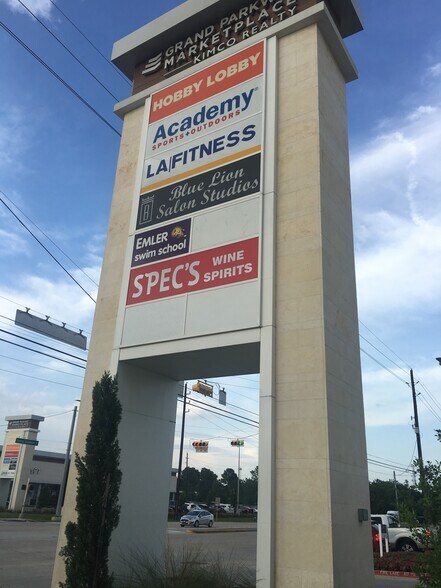 GRAND PARKWAY
MARKETPLACE
KIMCO REALTY
HOBBY LOBBY
Academy
SPORTS+OUTDOORS
LA|FITNESS
Blue Lion
Salon Studios
EMLER
swim school
SPEC'S WINE
SPIRITS